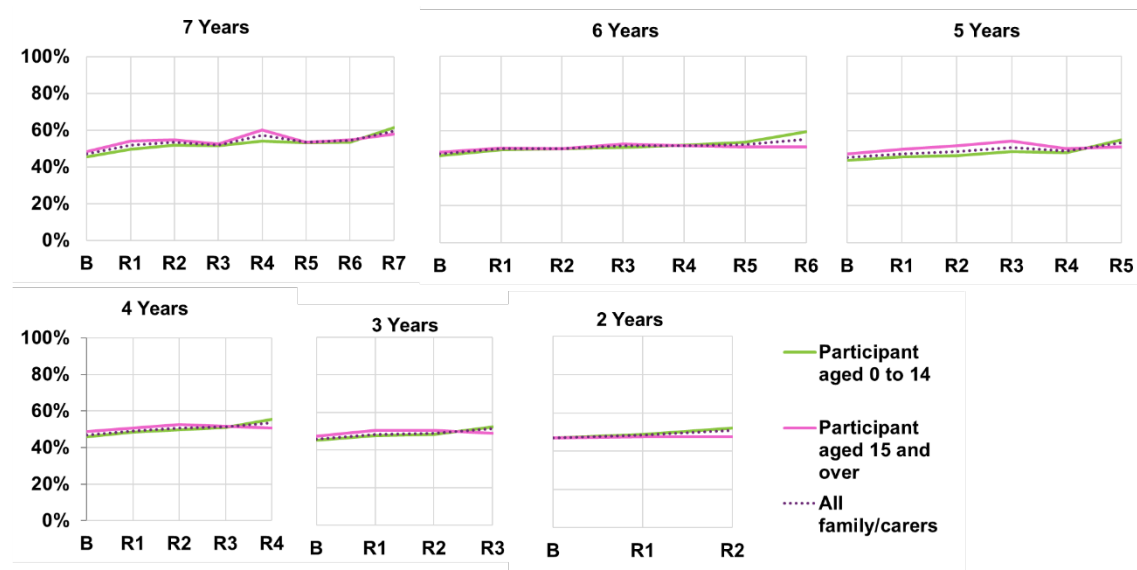 7 Years
6 Years
5 Years
100%
80%
60%
40%
20%
0%
B R1 R2 R3 R4 R5 R6 R7
B R1 R2 R3 R4 R5 R6
B R1 R2 R3 R4 R5
4 Years
3 Years
2 Years
100%
80%
60%
40%
20%
0%
B R1 R2 R3 R4
B R1 R2 R3
B R1 R2
Participant
aged 0 to 14
Participant
aged 15 and
over
All
family/carers